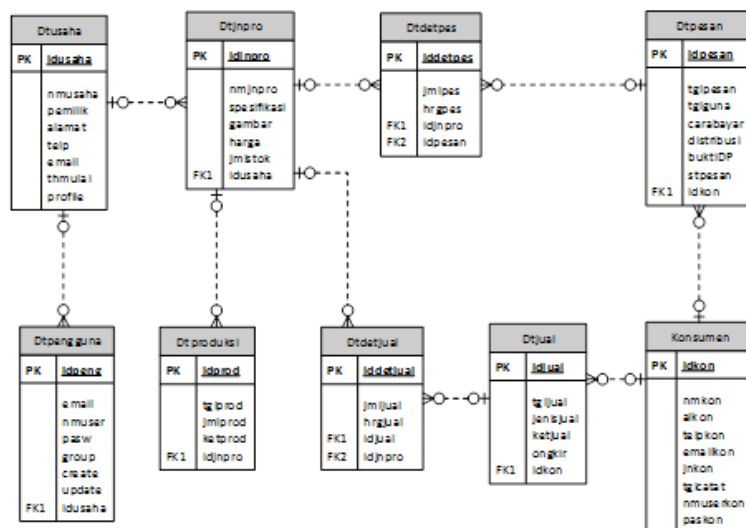 Dtusaha
PK idusaha
nmusaha
pemilik
alamat
telp
email
thmulai
profile
Dtjnpro
PK idjnpro
nmjnpro
spesifikasi
gambar
harga
jmlstok
FK1 idusaha
Dtdetpes
PK iddetpes
jmlpes
hrgpes
FK1 idjnpro
FK2 idpesan
Dtpesan
PK idpesan
tglpesan
tglguna
carabayar
distribusi
buktiDP
stpesan
FK1 idkon
Dtpengguna
PK idpeng
email
nmuser
pasw
group
create
update
FK1 idusaha
Dtproduksi
PK idprod
tglprod
jmlprod
ketprod
FK1 idjnpro
Dtdetjual
PK iddetjual
jmljual
hrgjual
FK1 idjual
FK2 idjnpro
Dtjual
PK idjual
tgljual
jenisjual
ketjual
ongkir
FK1 idkon
Konsumen
PK idkon
nmkon
alkon
telpkon
emailkon
jnkon
tglcatat
nmuserkon
paskon